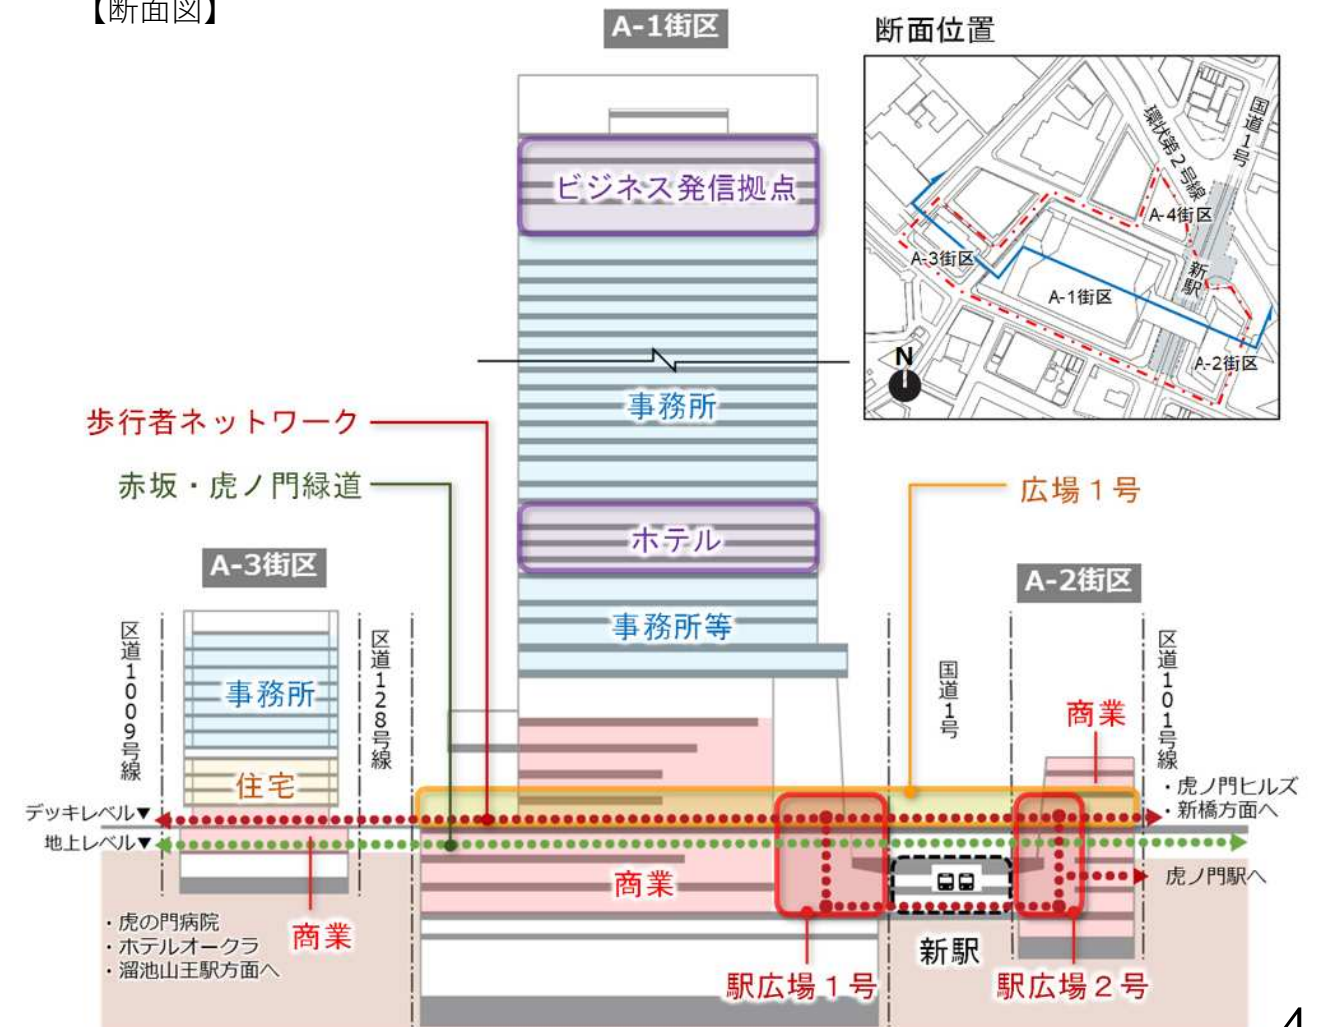 【断面図】
A-1街区
断面位置
国道1号
環状第2号線
A-4街区
A-3街区
新駅
A-1街区
A-2街区
N
ビジネス発信拠点
事務所
歩行者ネットワーク
赤坂・虎ノ門緑道
広場1号
ホテル
A-3街区
A-2街区
事務所等
区道1009号線
区道128号線
国道1号
区道101号線
事務所
商業
住宅
・虎ノ門ヒルズ
・新橋方面へ
デッキレベル▼
地上レベル▼
商業
虎ノ門駅へ
・虎の門病院
・ホテルオークラ
・溜池山王駅方面へ
商業
新駅
駅広場1号
駅広場2号
4